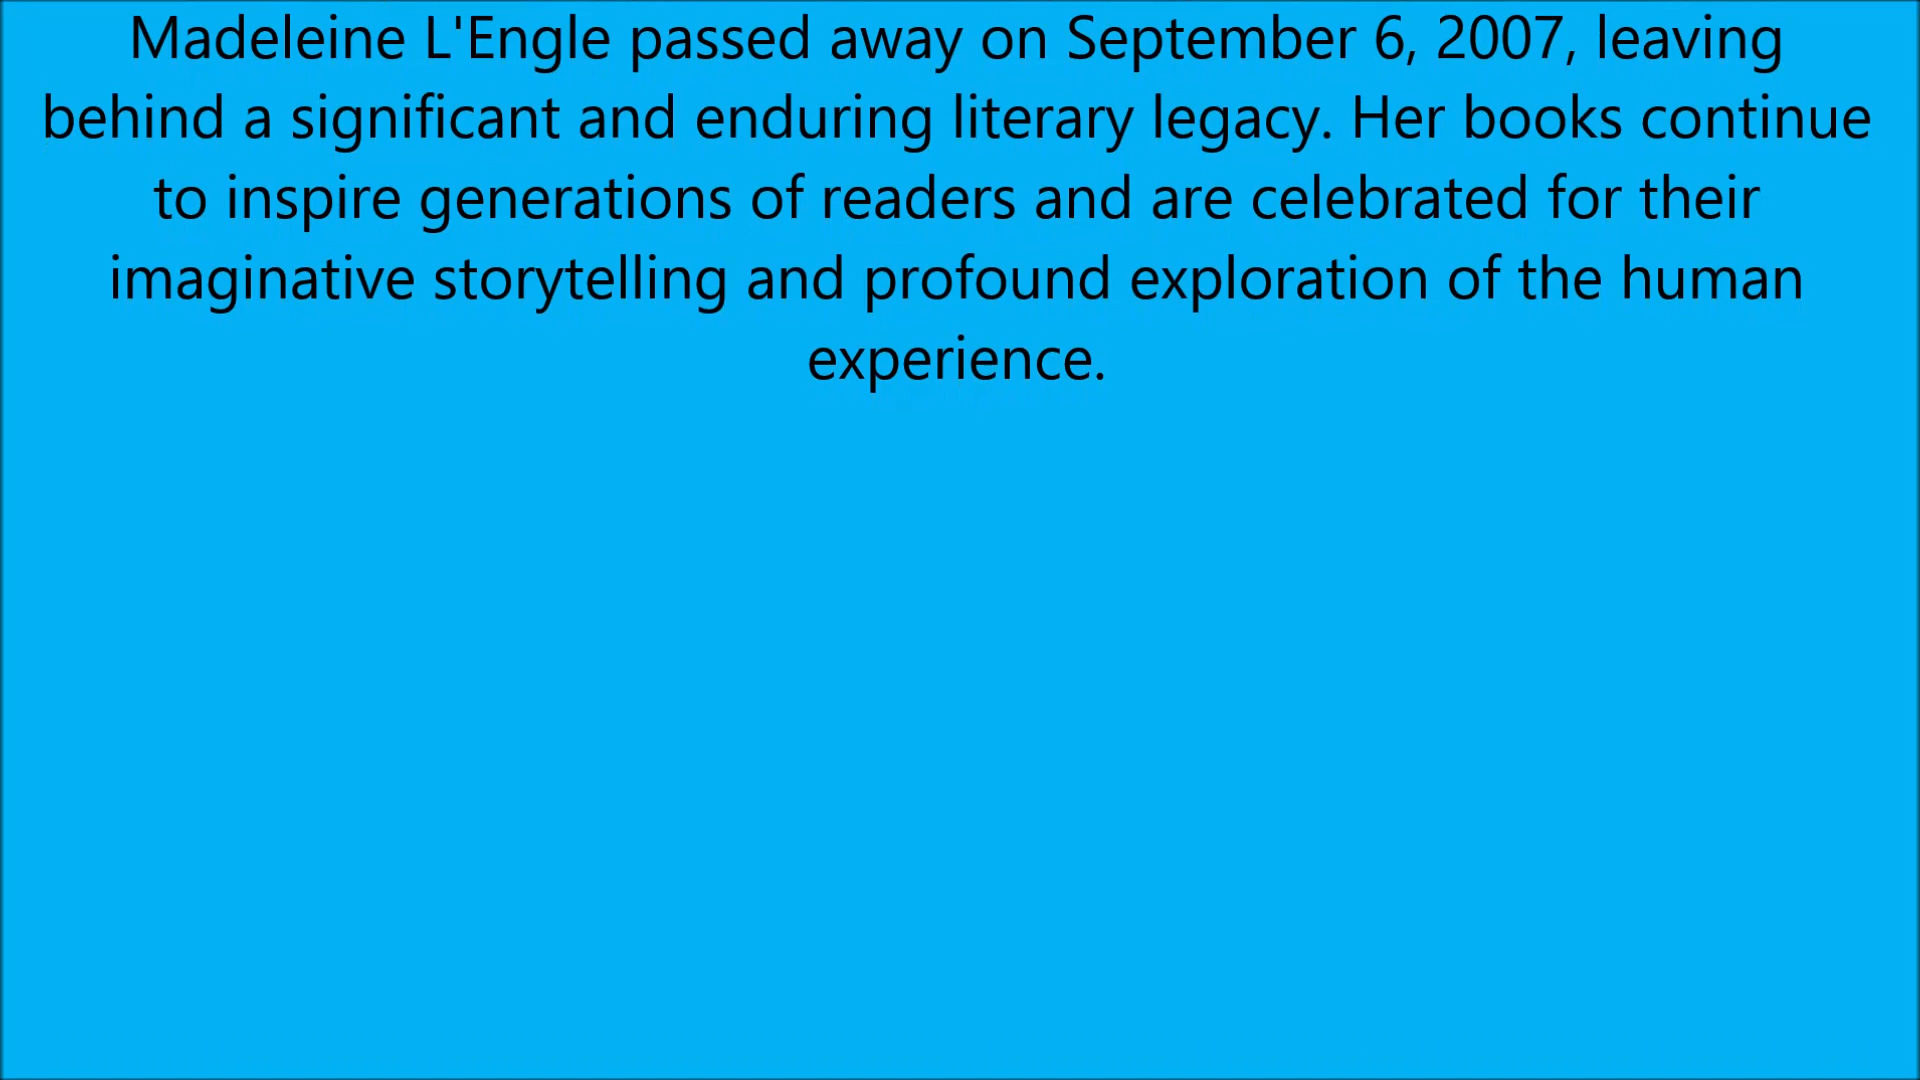 Madeleine L'Engle passed away on September 6, 2007, leaving
behind a significant and enduring literary legacy. Her books continue
to inspire generations of readers and are celebrated for their
imaginative storytelling and profound exploration of the human
experience.